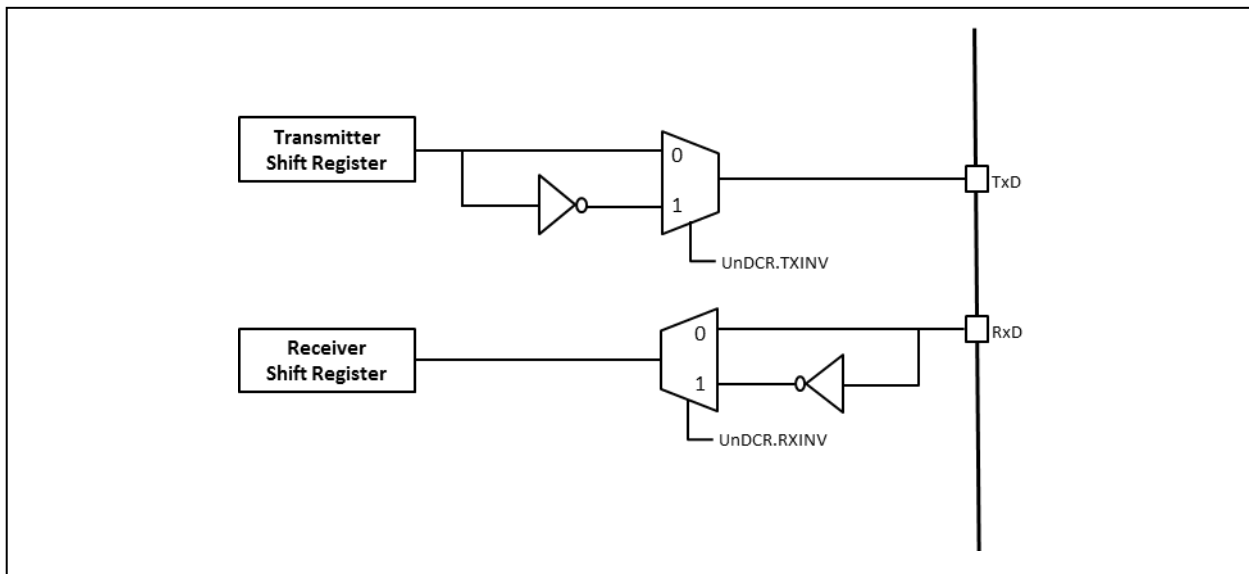 Transmitter
Shift Register
0
1
TxD
UnDCR.TXINV
Receiver
Shift Register
0
1
RxD
UnDCR.RXINV